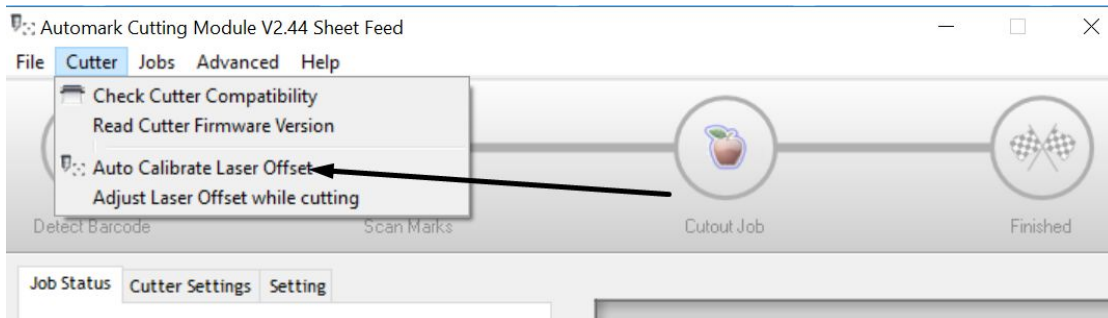 Automark Cutting Module V2.44 Sheet Feed
File Cutter Jobs Advanced Help
Check Cutter Compatibility
Read Cutter Firmware Version
Auto Calibrate Laser Offset
Adjust Laser Offset while cutting
Detect Barcode Scan Marks Cutout Job Finished
Job Status Cutter Settings Setting